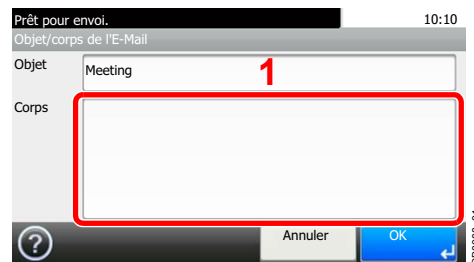 Prêt pour envoi. 10:10
Objet/corps de l'E-Mail
Objet Meeting 1
Corps
? Annuler OK